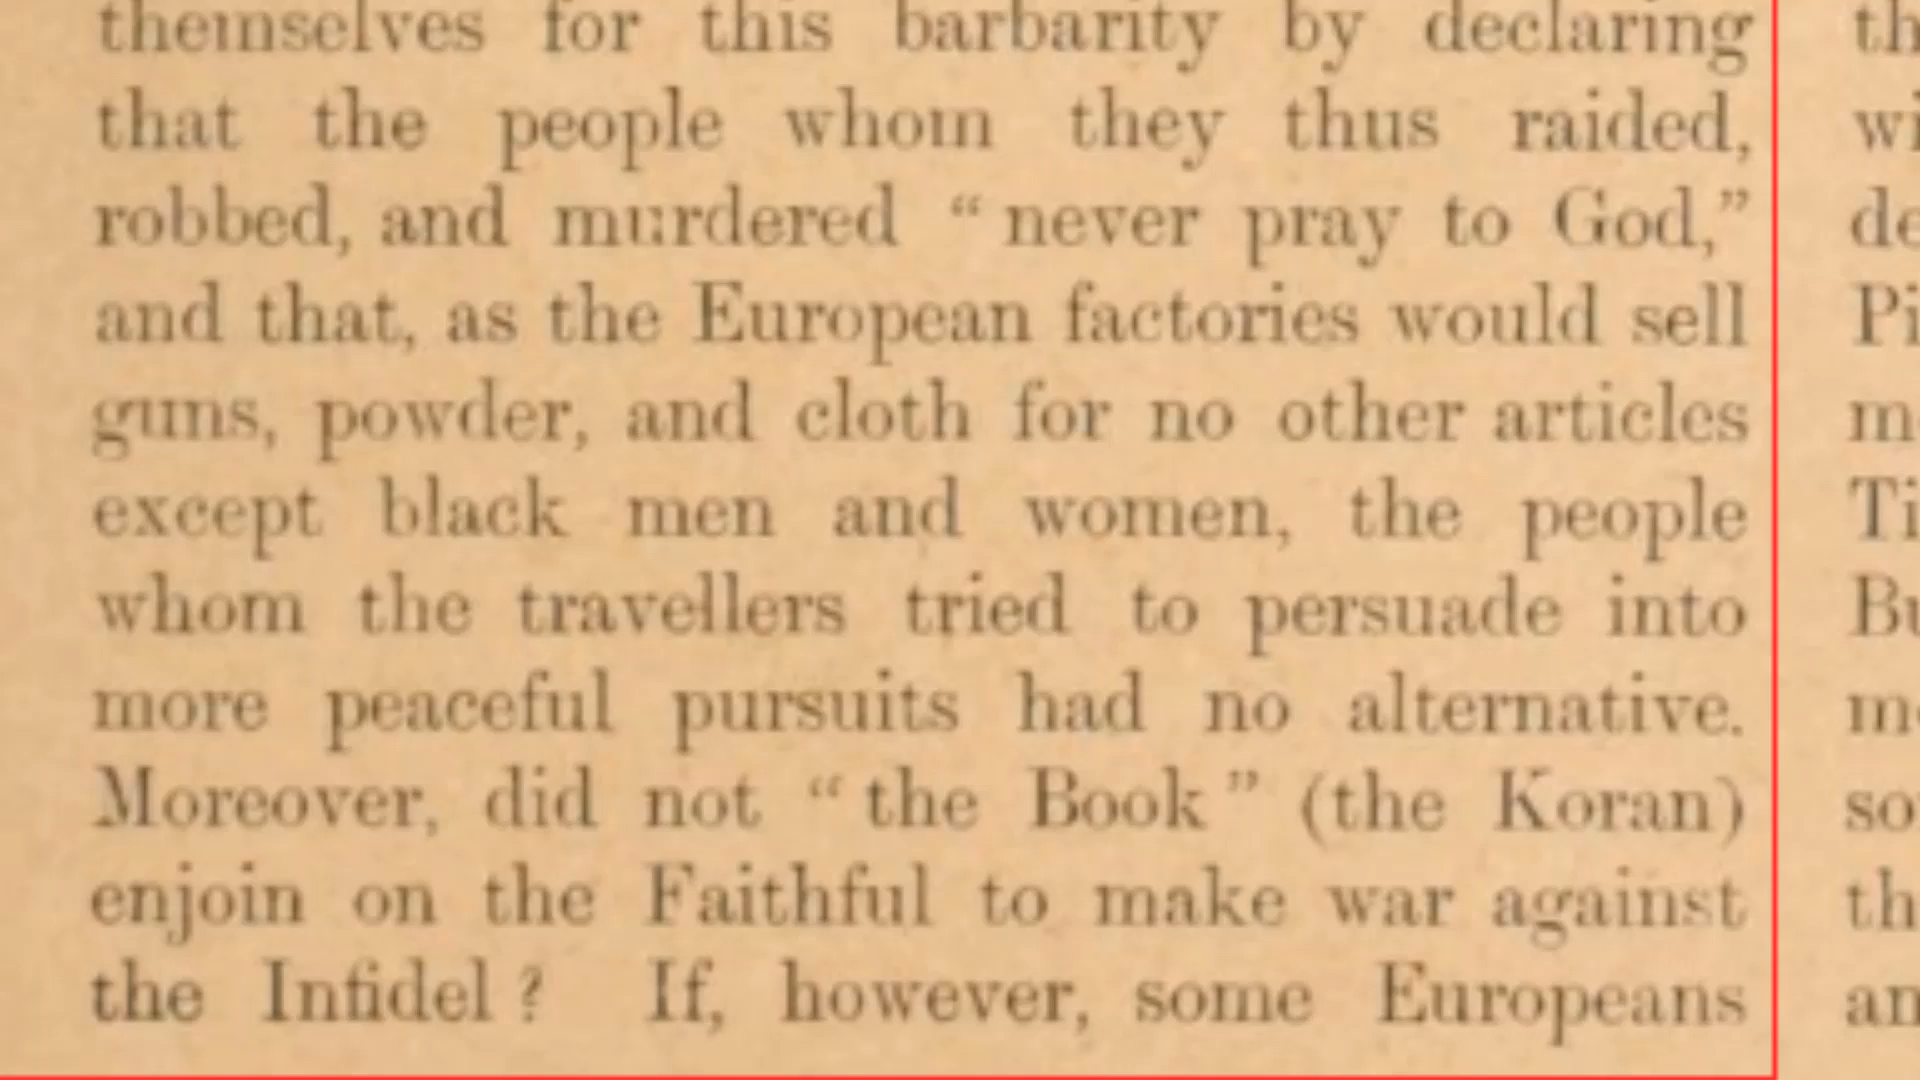 themselves for this barbarity by declaring
that the people whom they thus raided,
robbed, and murdered “never pray to God,”
and that, as the European factories would sell
guns, powder, and cloth for no other articles
except black men and women, the people
whom the travellers tried to persuade into
more peaceful pursuits had no alternative.
Moreover, did not “the Book” (the Koran)
enjoin on the Faithful to make war against
the Infidel? If, however, some Europeans